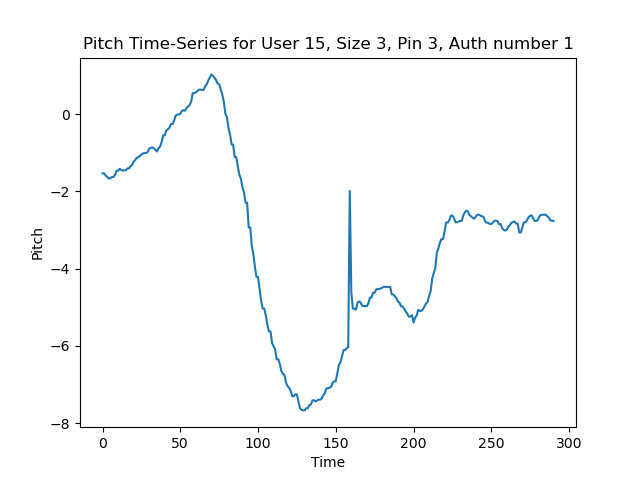 Pitch Time-Series for User 15, Size 3, Pin 3, Auth number 1
Pitch
0
−2
−4
−6
−8
0 50 100 150 200 250 300
Time